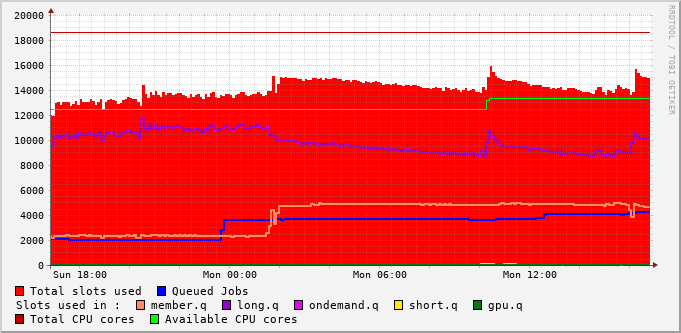 20000
18000
16000
14000
12000
10000
8000
6000
4000
2000
0
Sun 18:00 Mon 00:00 Mon 06:00 Mon 12:00
Total slots used Queued Jobs
Slots used in : member.q long.q ondemand.q short.q gpu.q
Total CPU cores Available CPU cores
RRDTOOL / TOBI OETIKER